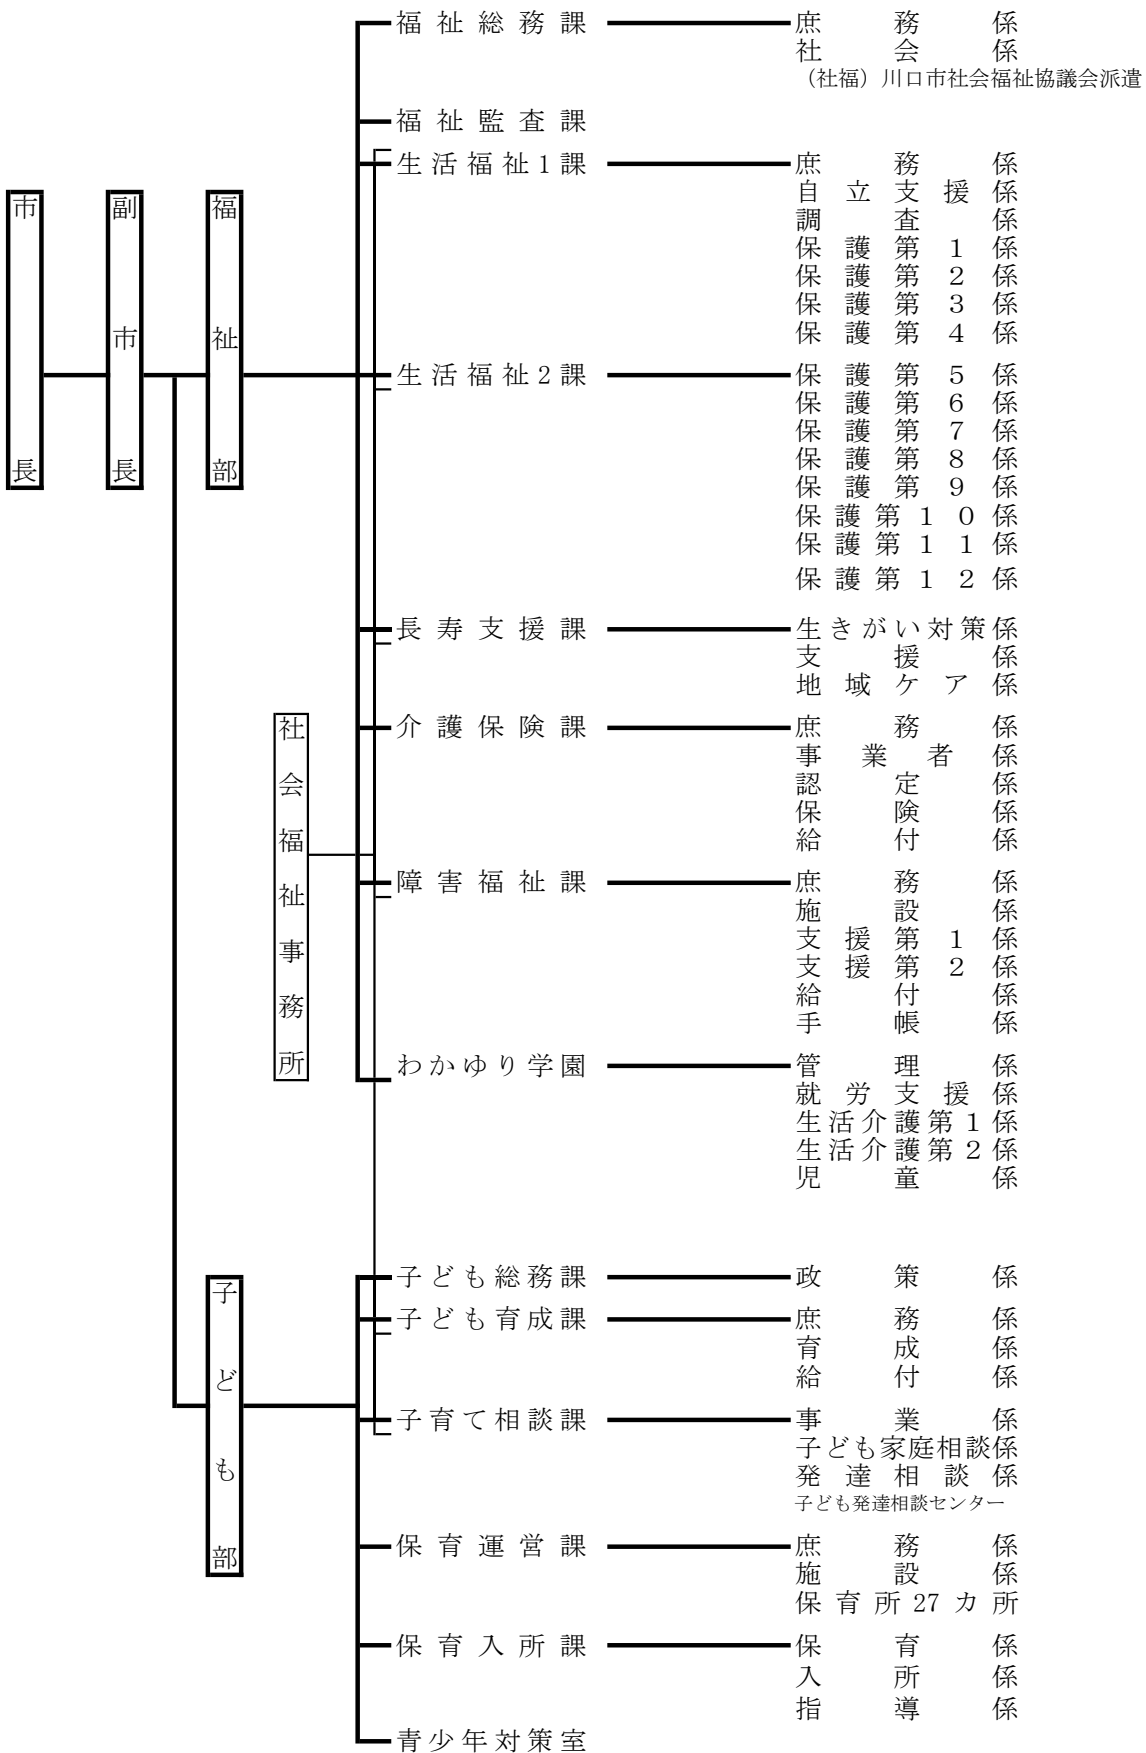 市長
副市長
福祉部
社会福祉事務所
子ども部
福祉総務課 庶務係
社会係
（社福）川口市社会福祉協議会派遣
福祉監査課
生活福祉1課 庶務係
自立支援係
調査係
保護第1係
保護第2係
保護第3係
保護第4係
生活福祉2課 保護第5係
保護第6係
保護第7係
保護第8係
保護第9係
保護第10係
保護第11係
保護第12係
長寿支援課 生きがい対策係
支援係
地域ケア係
介護保険課 庶務係
事業者係
認定係
保険係
給付係
障害福祉課 庶務係
施設係
支援第1係
支援第2係
給付係
手帳係
わかゆり学園 管理係
就労支援係
生活介護第1係
生活介護第2係
児童係
子ども総務課 政策係
子ども育成課 庶務係
育成係
給付係
子育て相談課 事業係
子ども家庭相談係
発達相談係
子ども発達相談センター
保育運営課 庶務係
施設係
保育所27カ所
保育入所課 保育係
入所係
指導係
青少年対策室